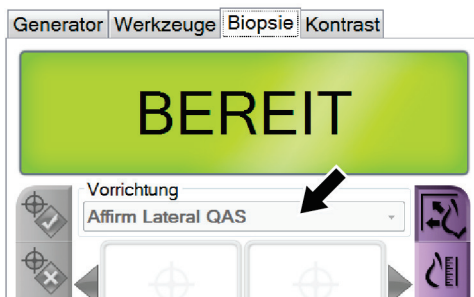 Generator Werkzeuge Biopsie Kontrast
BEREIT
Vorrichtung
Affirm Lateral QAS